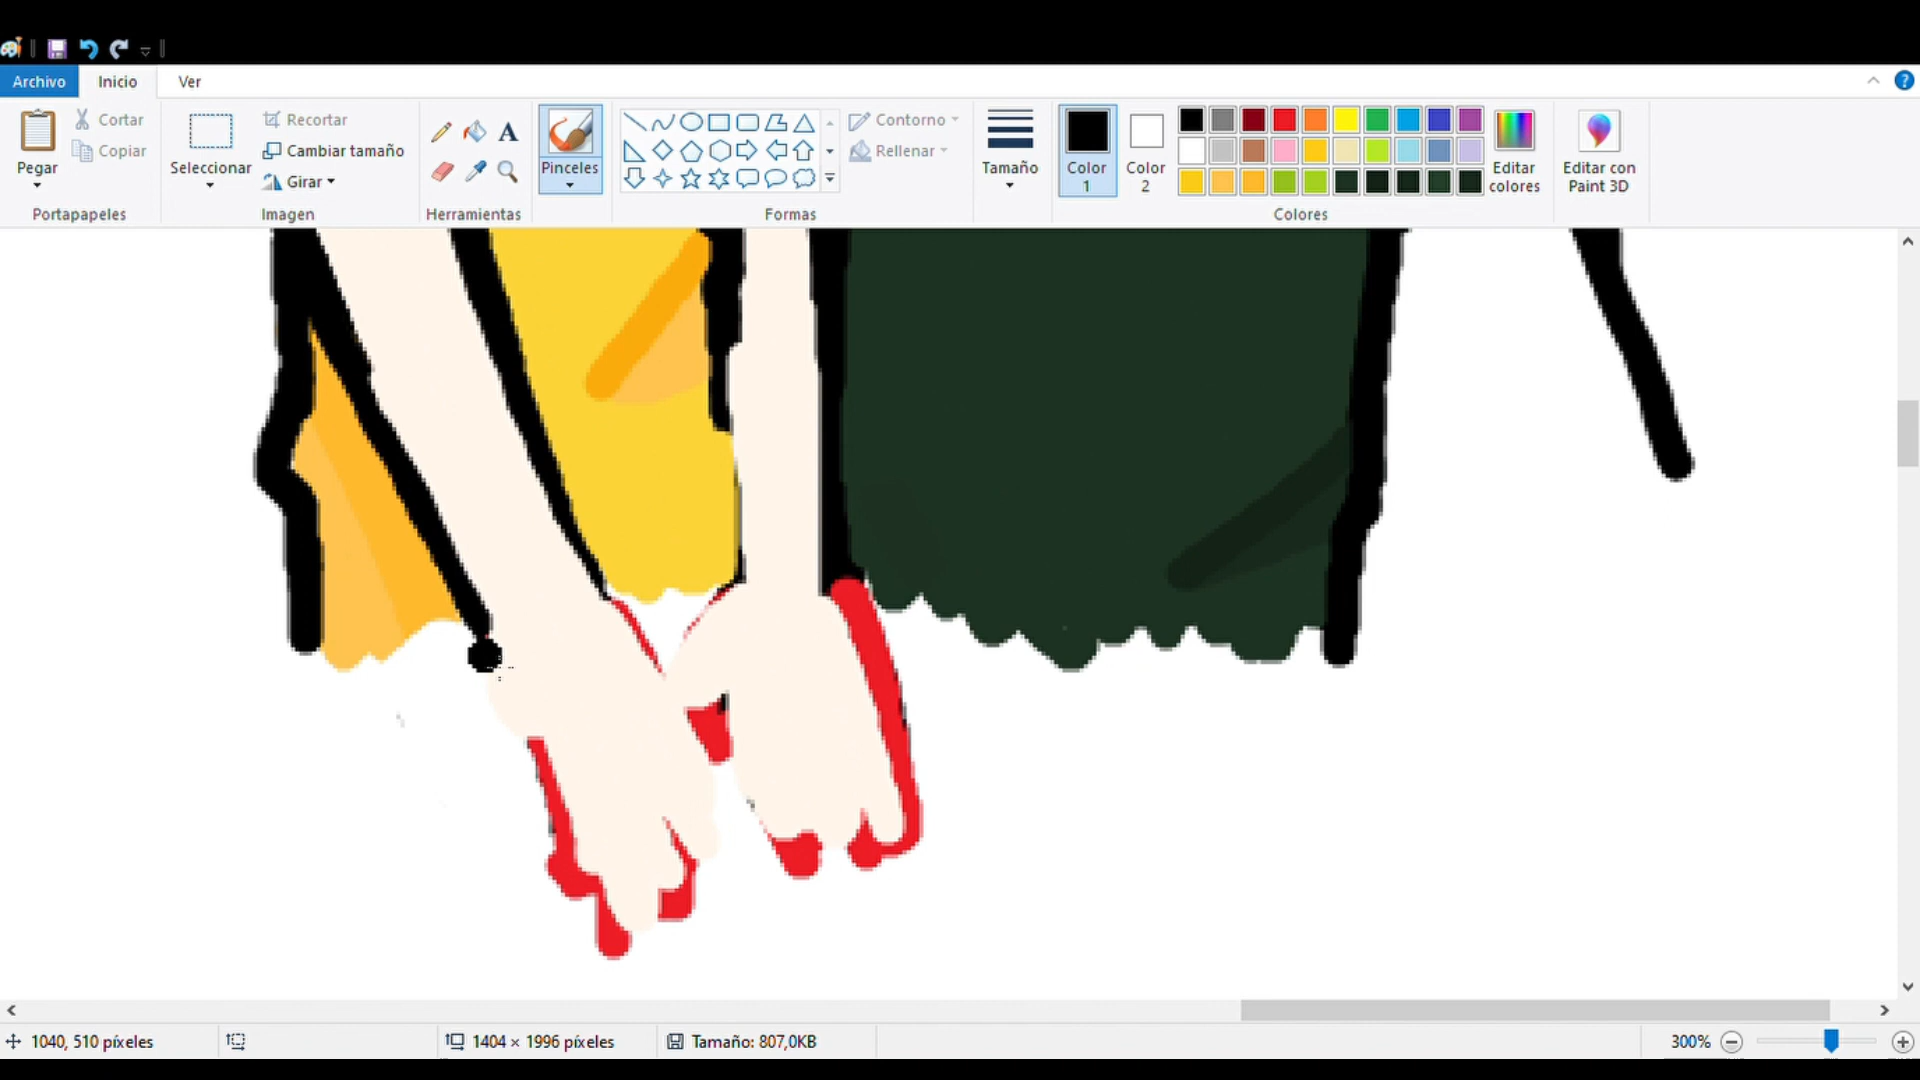 Archivo Inicio Ver
Pegar
Cortar
Copiar
Portapapeles
Seleccionar
Recortar
Cambiar tamaño
Girar
Imagen
A
Herramientas
Pinceles
Formas
Contorno
Rellenar
Tamaño
Color
1
Color
2
Editar
colores
Colores
Editar con
Paint 3D
?
1040, 510 píxeles
1404 × 1996 píxeles
Tamaño: 807,0KB
300%